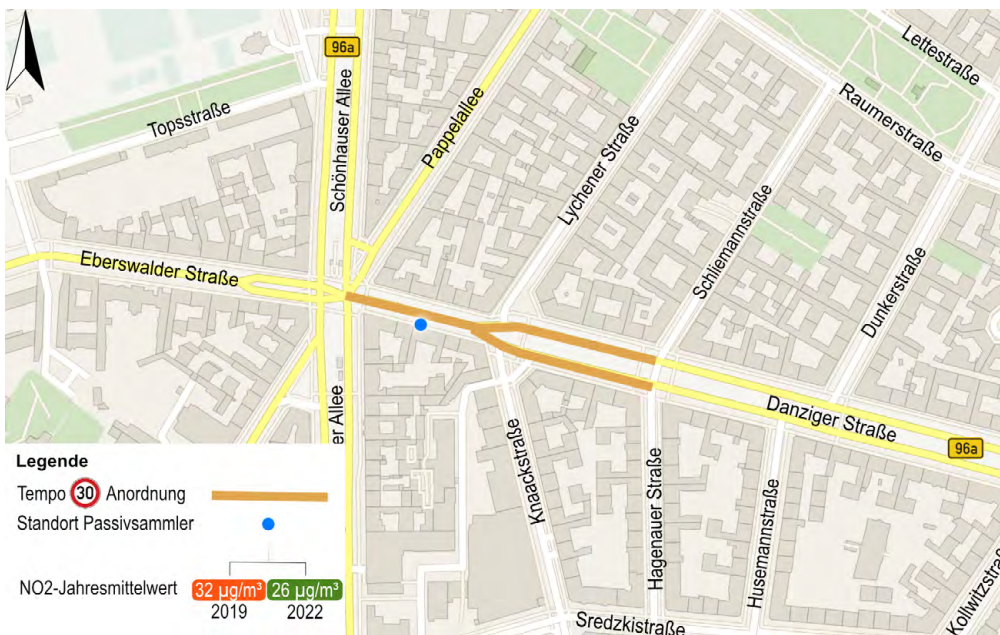 96a
Lettestraße
Topsstraße
Schönhauser Allee
Pappelallee
Raumerstraße
Lychener Straße
Schliemannstraße
Eberswalder Straße
Dunkerstraße
er Allee
Danziger Straße
96a
Knaackstraße
Hagenauer Straße
Husemannstraße
Kollwitzstraß
Sredzkistraße
Legende
Tempo 30 Anordnung
Standort Passivsammler
NO2-Jahresmittelwert 32 µg/m³ 26 µg/m³
2019 2022